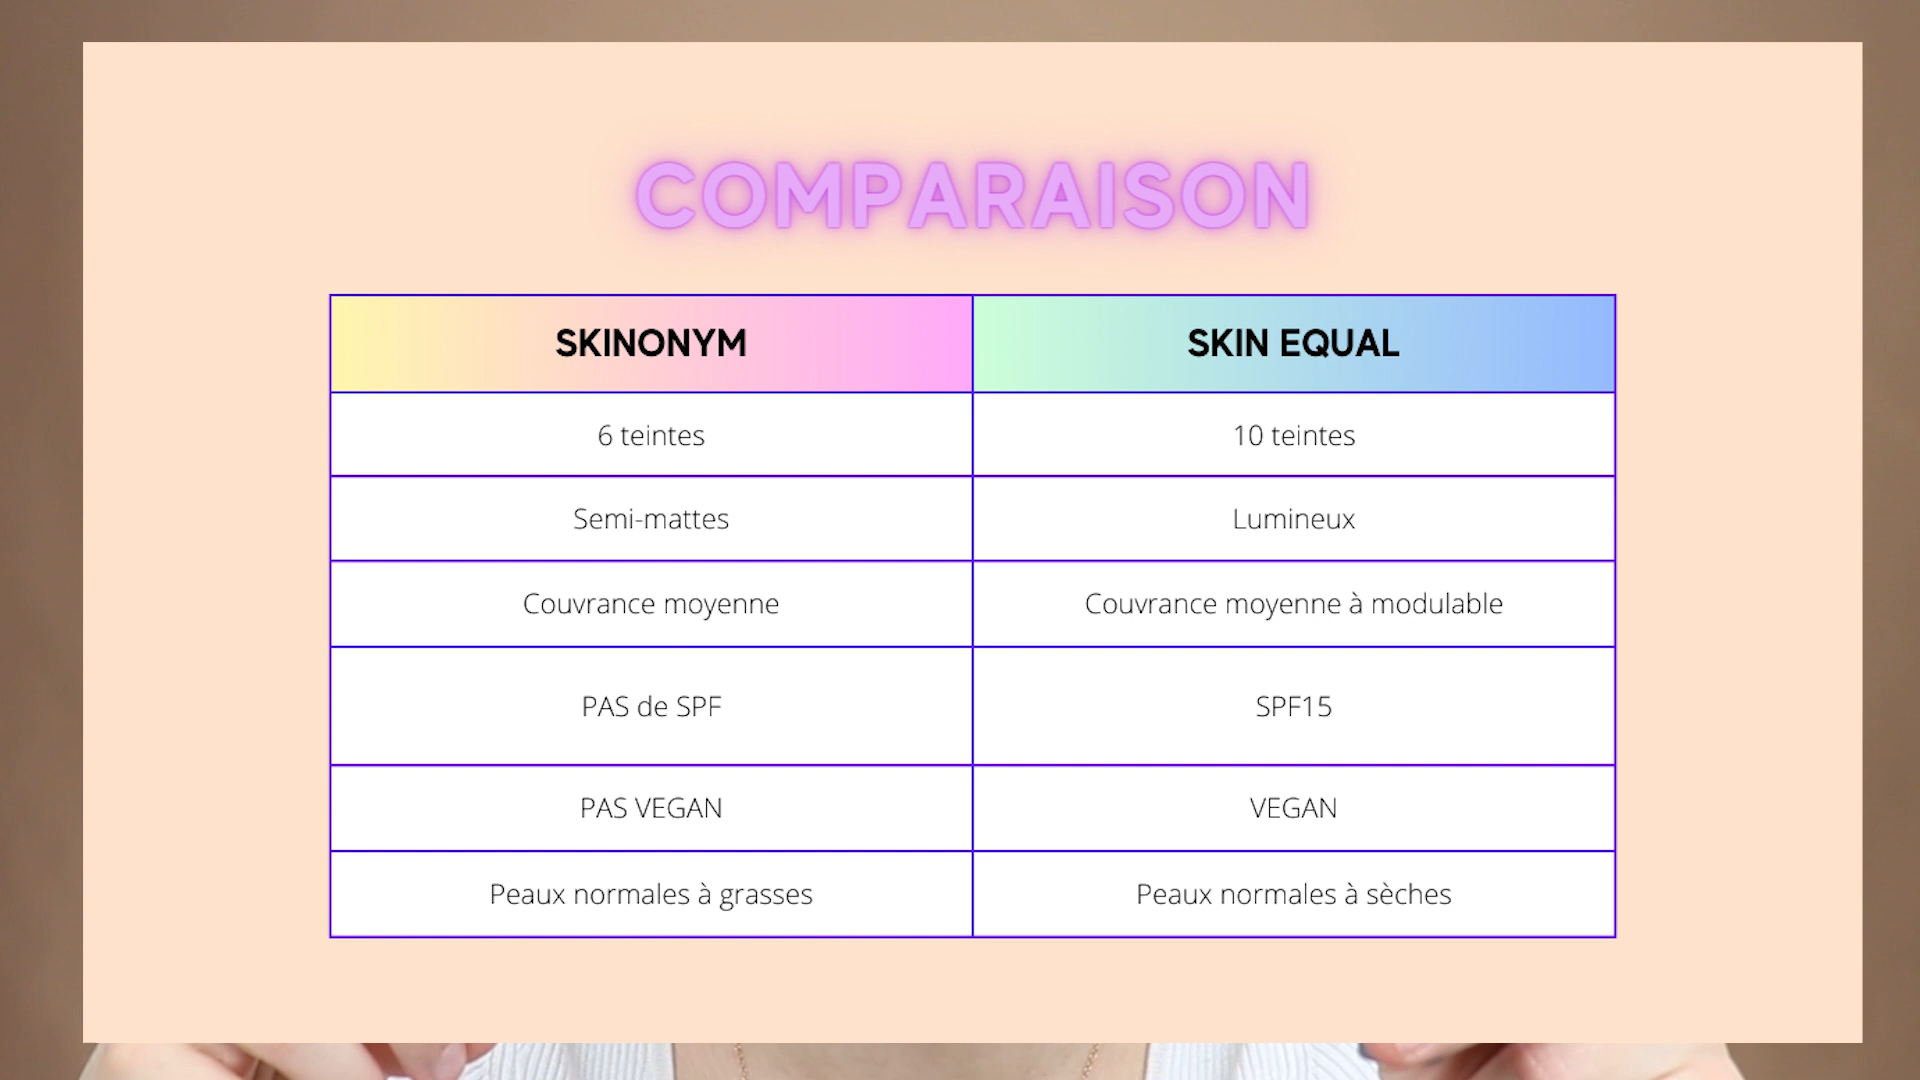 COMPARAISON
SKINONYM
SKIN EQUAL
6 teintes
10 teintes
Semi-mattes
Lumineux
Couvrance moyenne
Couvrance moyenne à modulable
PAS de SPF
SPF15
PAS VEGAN
VEGAN
Peaux normales à grasses
Peaux normales à sèches